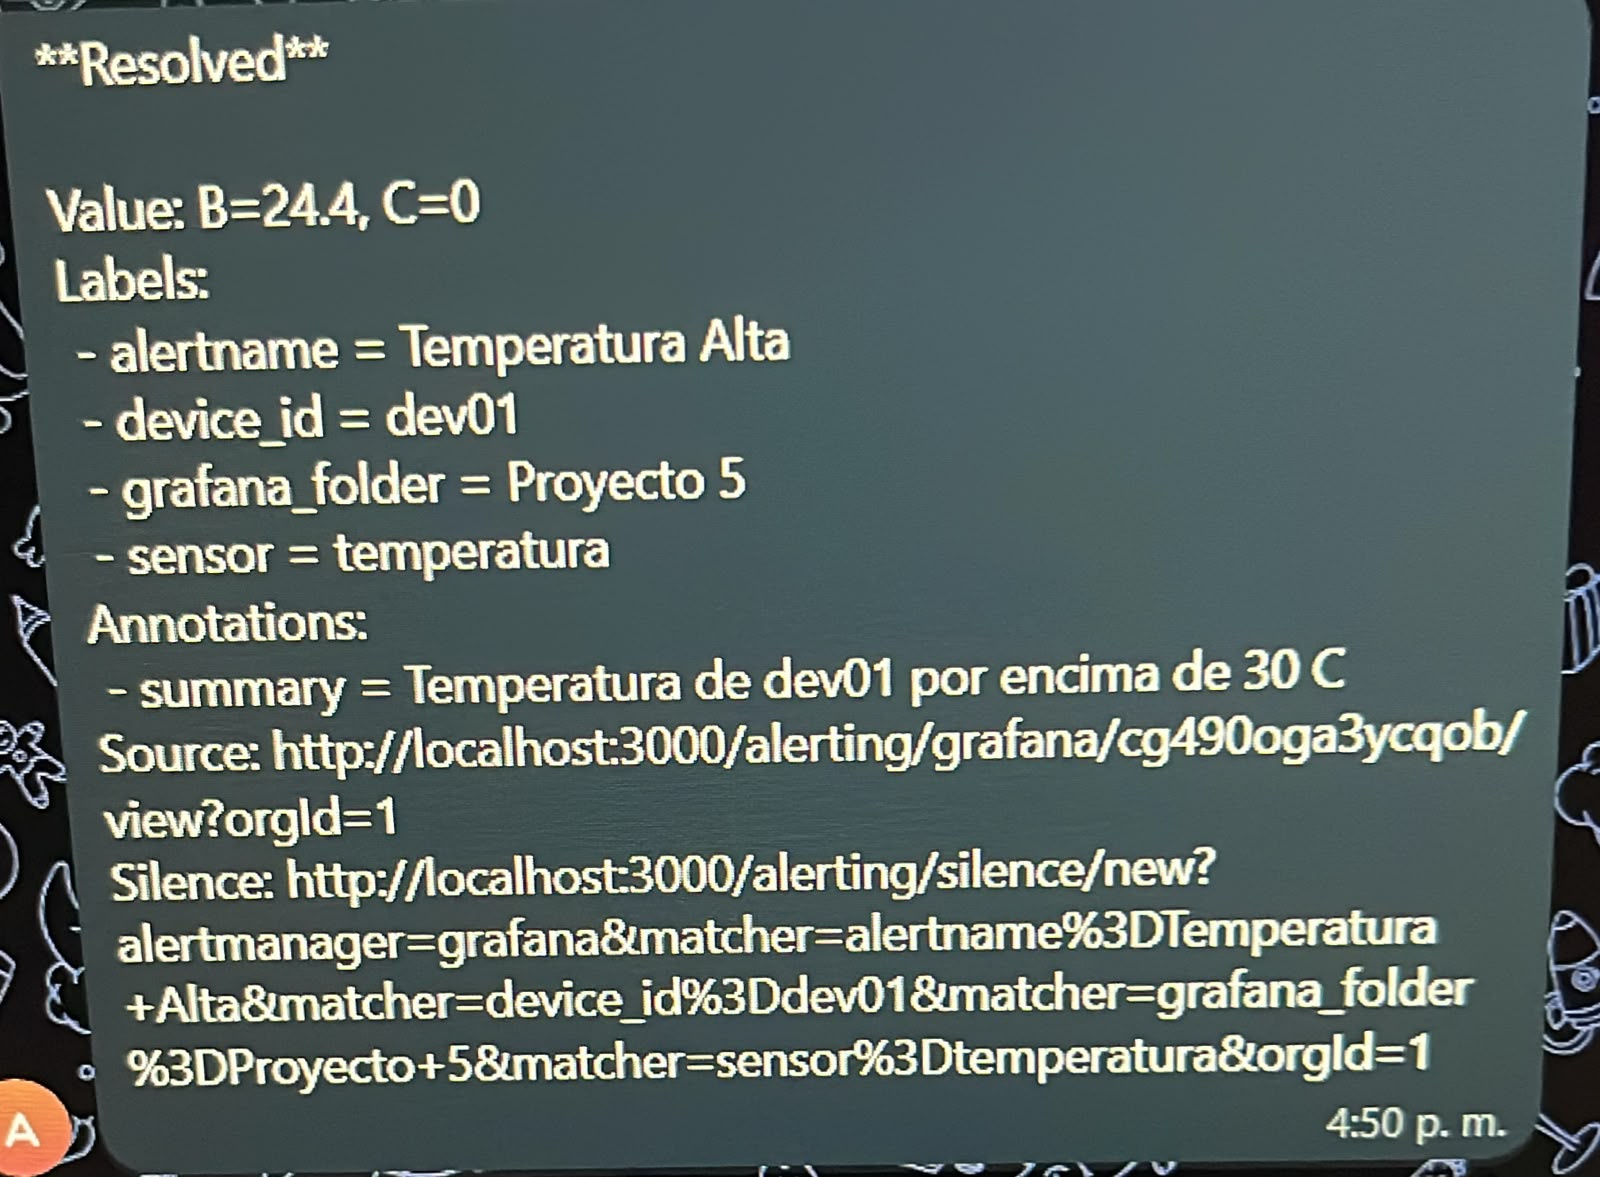 **Resolved**
Value: B=24.4, C=0
Labels:
- alertname = Temperatura Alta
- device_id = dev01
- grafana_folder = Proyecto 5
- sensor = temperatura
Annotations:
- summary = Temperatura de dev01 por encima de 30 C
Source: http://localhost:3000/alerting/grafana/cg490oga3ycqob/
view?orgId=1
Silence: http://localhost:3000/alerting/silence/new?
alertmanager=grafana&matcher=alertname%3DTemperatura
+Alta&matcher=device_id%3Ddev01&matcher=grafana_folder
%3DProyecto+5&matcher=sensor%3Dtemperatura&orgId=1
4:50 p. m.
A